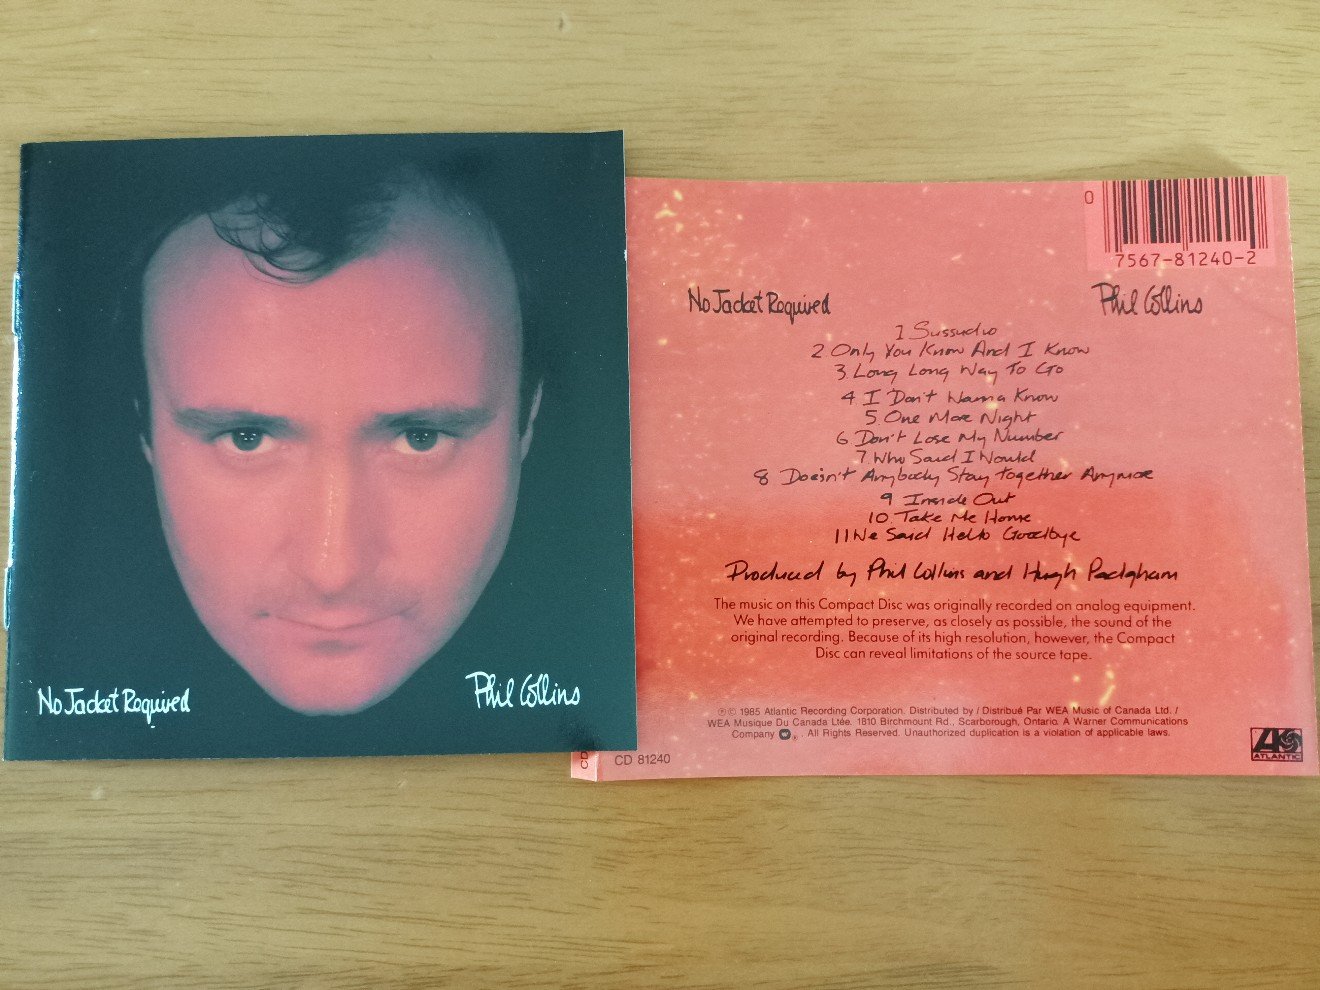 No Jacket Required
Phil Collins
0
7567-81240-2
No Jacket Required
Phil Collins
1 Sussudio
2. Only You Know And I Know
3. Long Long Way To Go
4 I Don't Wanna Know
5. One More Night
6. Don't Lose My Number
7. Who Said I Would
8 Doesn't Anybody Stay Together Anymore
9 Inside Out
10. Take Me Home
11 We Said Hello Goodbye
Produced by Phil Collins and Hugh Padgham
The music on this Compact Disc was originally recorded on analog equipment.
We have attempted to preserve, as closely as possible, the sound of the
original recording. Because of its high resolution, however, the Compact
Disc can reveal limitations of the source tape.
℗© 1985 Atlantic Recording Corporation. Distributed by / Distribué Par WEA Music of Canada Ltd. /
WEA Musique Du Canada Ltée. 1810 Birchmount Rd., Scarborough, Ontario. A Warner Communications
Company . All Rights Reserved. Unauthorized duplication is a violation of applicable laws.
ATLANTIC
CD 81240
CD